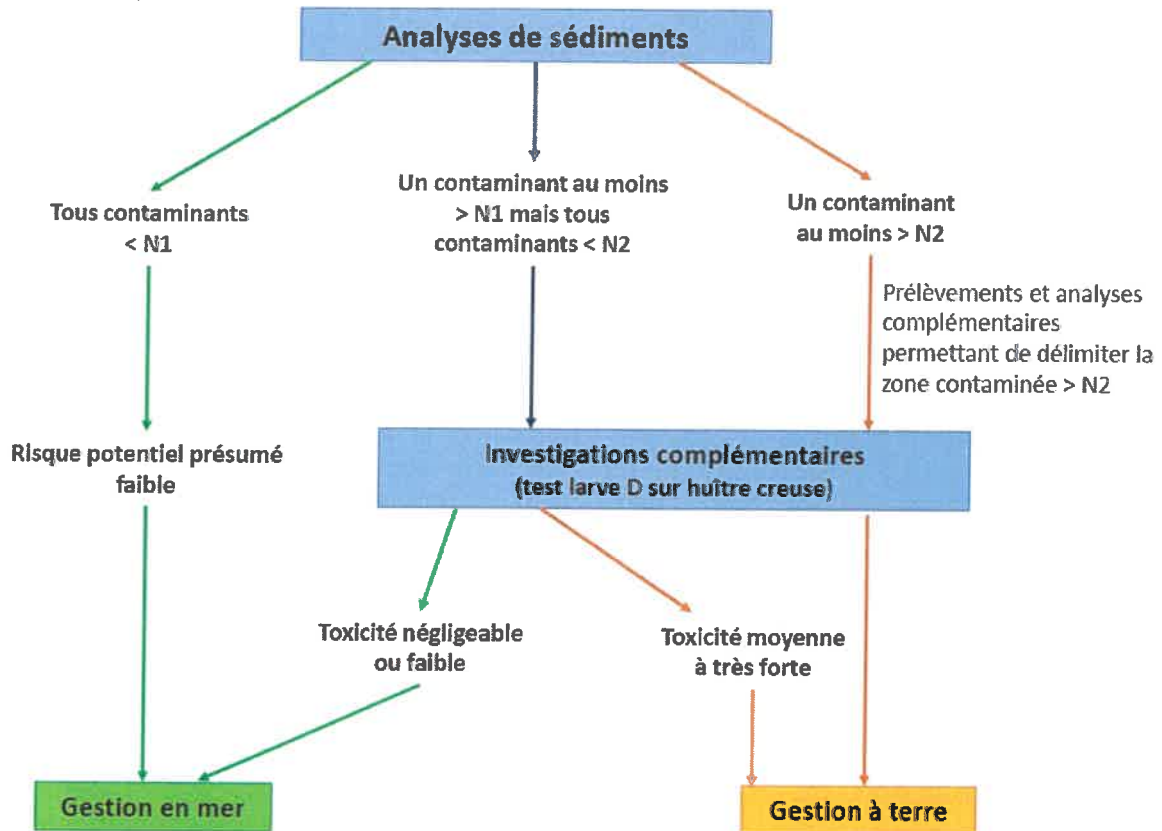 Analyses de sédiments
Tous contaminants
< N1
Un contaminant au moins
> N1 mais tous
contaminants < N2
Un contaminant
au moins > N2
Prélèvements et analyses
complémentaires
permettant de délimiter la
zone contaminée > N2
Risque potentiel présumé
faible
Investigations complémentaires
(test larve D sur huître creuse)
Toxicité négligeable
ou faible
Toxicité moyenne
à très forte
Gestion en mer
Gestion à terre